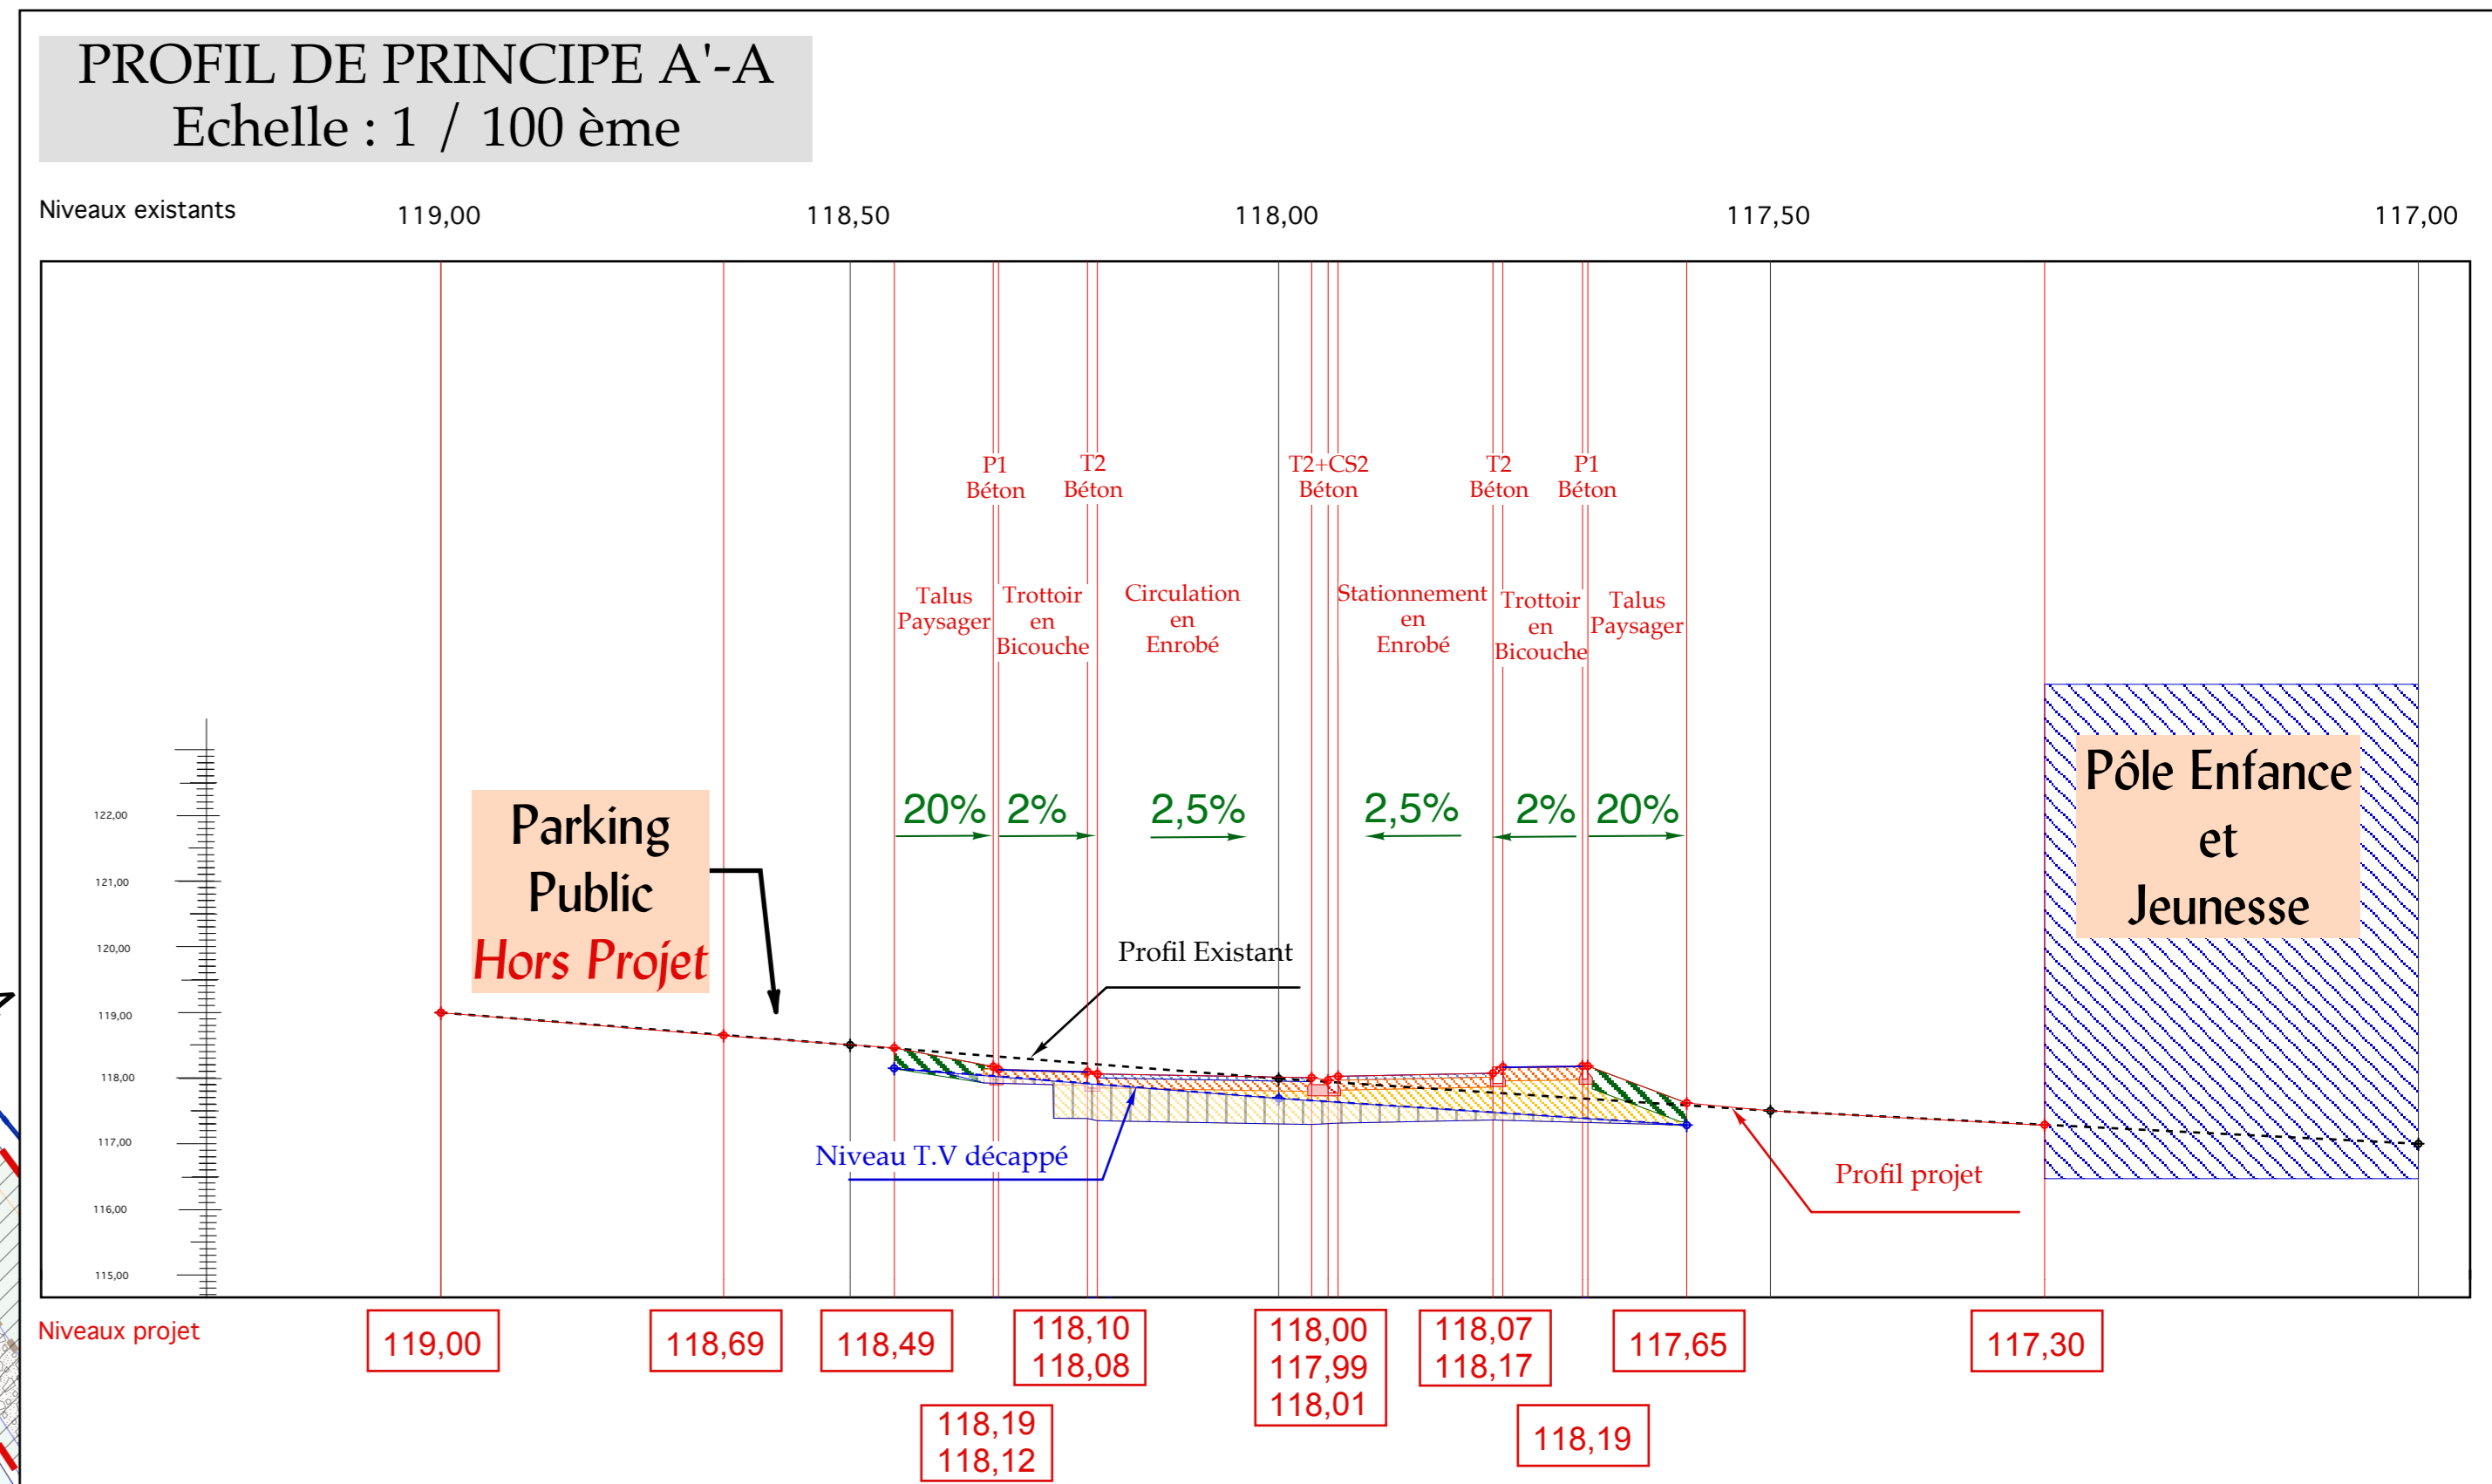 PROFIL DE PRINCIPE A'-A
Echelle : 1 / 100 ème
Niveaux existants
119,00
118,50
118,00
117,50
117,00
P1
Béton
T2
Béton
T2+CS2
Béton
T2
Béton
P1
Béton
Talus
Paysager
Trottoir
en
Bicouche
Circulation
en
Enrobé
Stationnement
en
Enrobé
Trottoir
en
Bicouche
Talus
Paysager
20%
2%
2,5%
2,5%
2%
20%
Pôle Enfance
et
Jeunesse
Parking
Public
Hors Projet
122,00
121,00
120,00
119,00
118,00
117,00
116,00
115,00
Profil Existant
Niveau T.V décappé
Profil projet
Niveaux projet
119,00
118,69
118,49
118,19
118,12
118,10
118,08
118,00
117,99
118,01
118,07
118,17
118,19
117,65
117,30